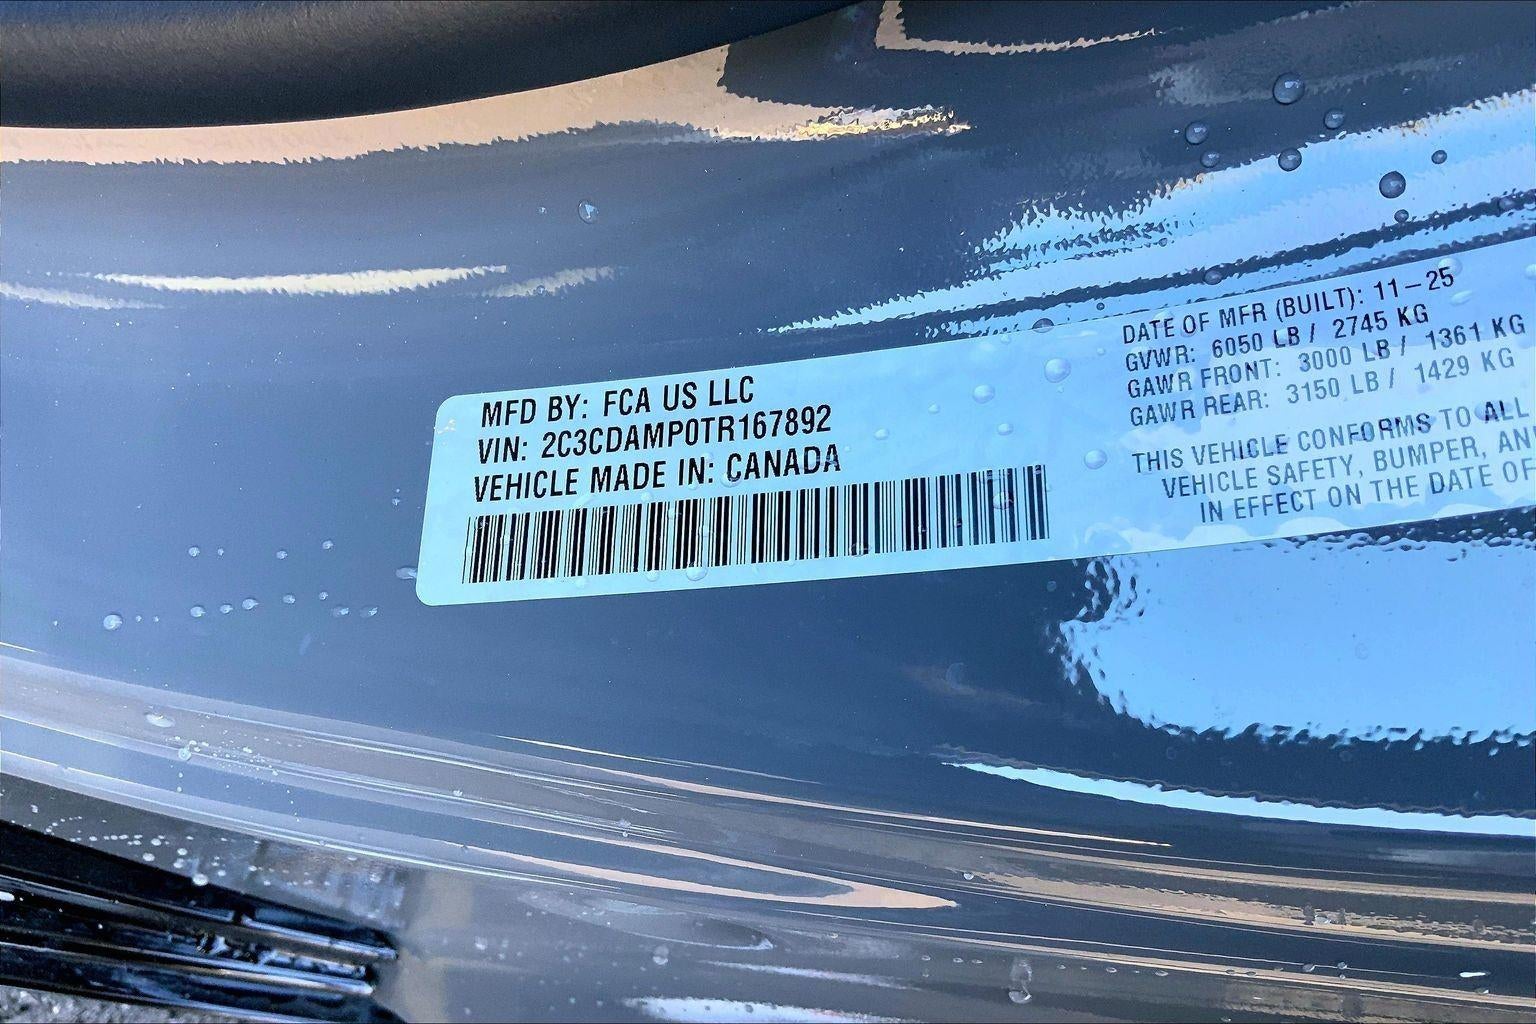 MFD BY: FCA US LLC
VIN: 2C3CDAMP0TR167892
VEHICLE MADE IN: CANADA
DATE OF MFR (BUILT): 11-25
GVWR: 6050 LB / 2745 KG
GAWR FRONT: 3000 LB / 1361 KG
GAWR REAR: 3150 LB / 1429 KG
THIS VEHICLE CONFORMS TO ALL
VEHICLE SAFETY, BUMPER, AN
IN EFFECT ON THE DATE OF